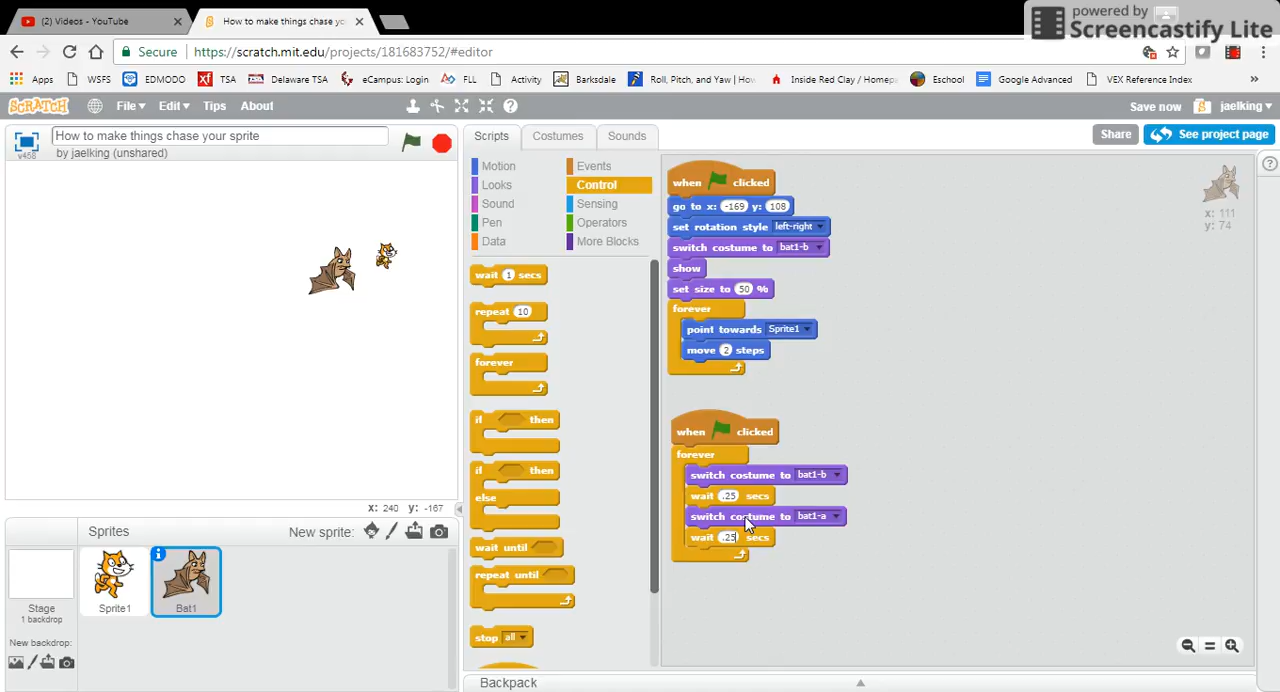 (2) Videos - YouTube
How to make things chase yo
powered by
Screencastify Lite
Secure
https://scratch.mit.edu/projects/181683752/#editor
Apps WSFS EDMODO TSA Delaware TSA eCampus: Login FLL Activity Barksdale Roll, Pitch, and Yaw | Ho Inside Red Clay / Home Eschool Google Advanced VEX Reference Index »
SCRATCH File Edit Tips About Save now jaelking
v458
How to make things chase your sprite
by jaelking (unshared)
Scripts Costumes Sounds
Share See project page
Motion Events
Looks Control
Sound Sensing
Pen Operators
Data More Blocks
wait 1 secs
repeat 10
forever
if then
if then
else
wait until
repeat until
stop all
when clicked
go to x: -169 y: 108
set rotation style left-right
switch costume to bat1-b
show
set size to 50 %
forever
point towards Sprite1
move 2 steps
when clicked
forever
switch costume to bat1-b
wait .25 secs
switch costume to bat1-a
wait .25 secs
x: 111
y: 74
x: 240 y: -167
Sprites New sprite:
Stage
1 backdrop
New backdrop:
Sprite1
Bat1
Backpack